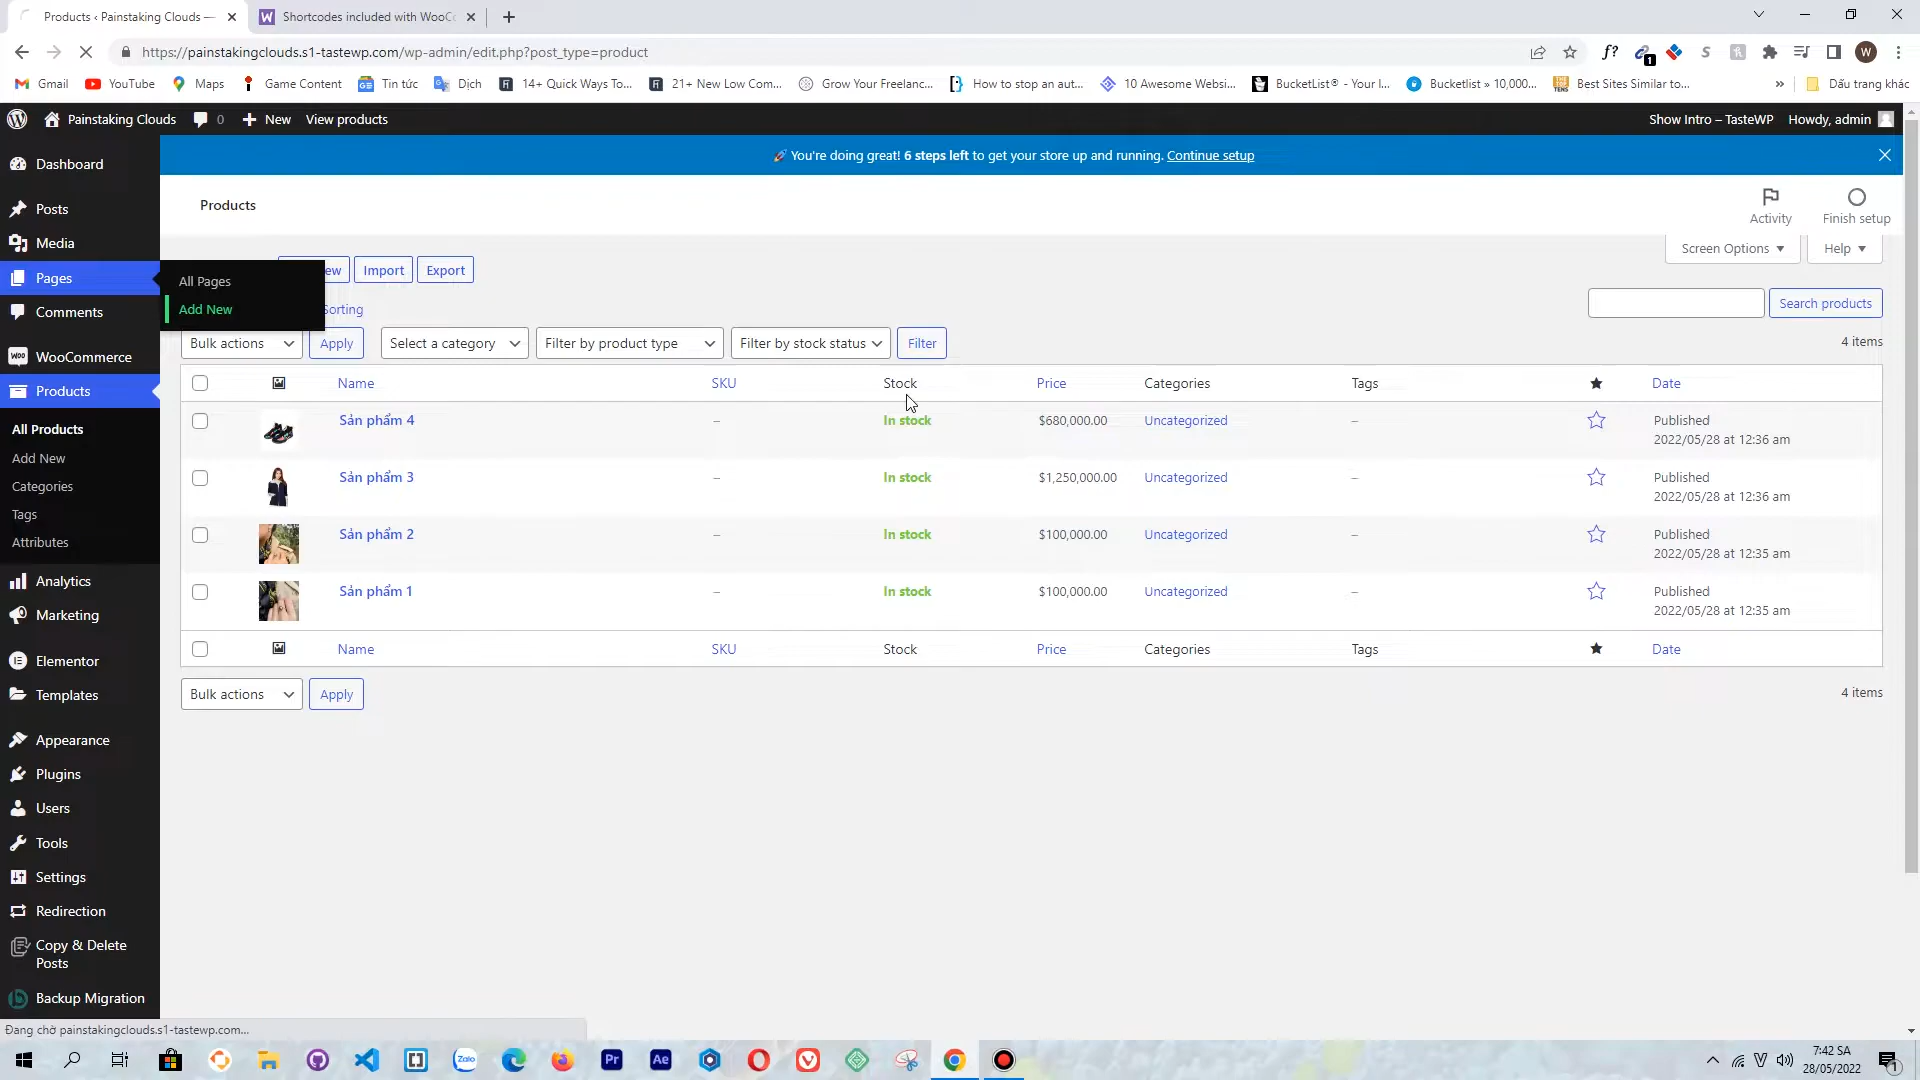 Products ‹ Painstaking Clouds —
Shortcodes included with WooCo
https://painstakingclouds.s1-tastewp.com/wp-admin/edit.php?post_type=product
Gmail YouTube Maps Game Content Tin tức Dịch 14+ Quick Ways To... 21+ New Low Com... Grow Your Freelanc... How to stop an aut... 10 Awesome Websi... BucketList® - Your I... Bucketlist » 10,000... Best Sites Similar to... » Dấu trang khác
Painstaking Clouds 0 New View products Show Intro – TasteWP Howdy, admin
🚀 You're doing great! 6 steps left to get your store up and running. Continue setup
Products
Activity
Finish setup
Screen Options
Help
Dashboard
Posts
Media
Pages
Comments
WooCommerce
Products
All Products
Add New
Categories
Tags
Attributes
Analytics
Marketing
Elementor
Templates
Appearance
Plugins
Users
Tools
Settings
Redirection
Copy & Delete
Posts
Backup Migration
All Pages
Add New
ew
Import
Export
Sorting
Search products
Bulk actions Apply Select a category Filter by product type Filter by stock status Filter 4 items
Name SKU Stock Price Categories Tags Date
Sản phẩm 4 – In stock $680,000.00 Uncategorized – Published
2022/05/28 at 12:36 am
Sản phẩm 3 – In stock $1,250,000.00 Uncategorized – Published
2022/05/28 at 12:36 am
Sản phẩm 2 – In stock $100,000.00 Uncategorized – Published
2022/05/28 at 12:35 am
Sản phẩm 1 – In stock $100,000.00 Uncategorized – Published
2022/05/28 at 12:35 am
Name SKU Stock Price Categories Tags Date
Bulk actions Apply 4 items
Đang chờ painstakingclouds.s1-tastewp.com...
7:42 SA
28/05/2022